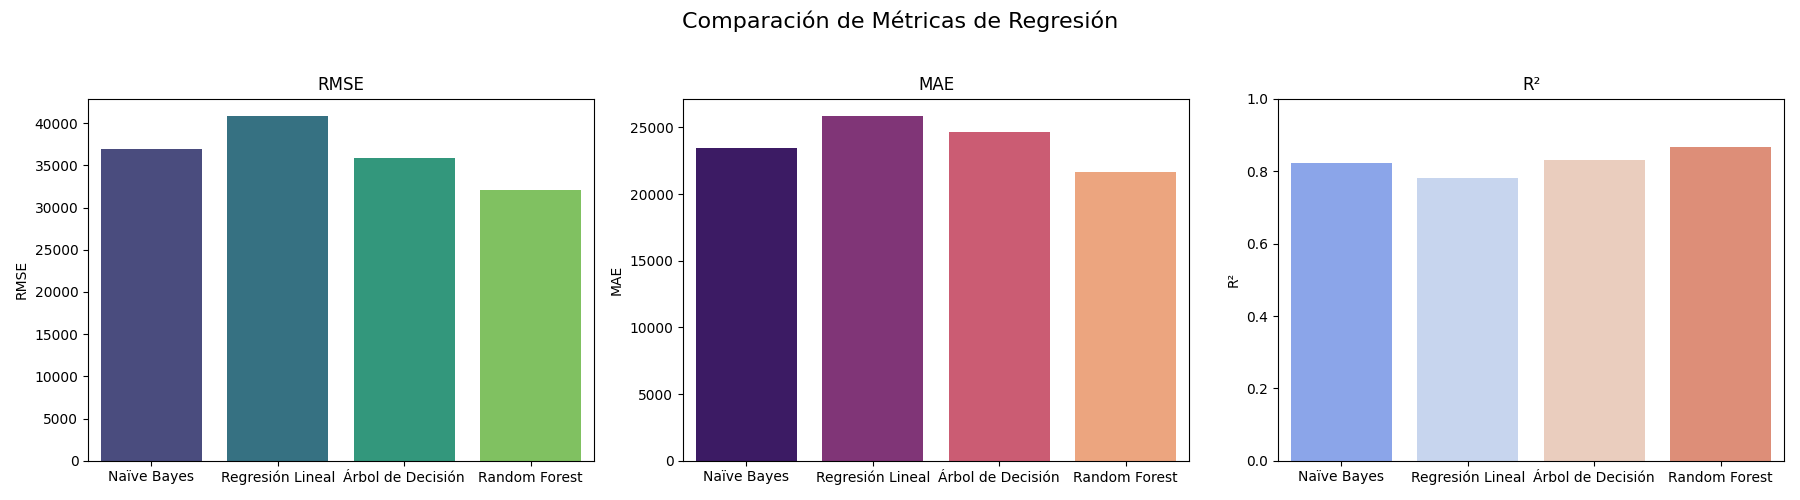 Comparación de Métricas de Regresión
RMSE
40000
35000
30000
25000
20000
15000
10000
5000
0
RMSE
Naïve Bayes Regresión Lineal Árbol de Decisión Random Forest
MAE
25000
20000
15000
10000
5000
0
MAE
Naïve Bayes Regresión Lineal Árbol de Decisión Random Forest
R²
1.0
0.8
0.6
0.4
0.2
0.0
R²
Naïve Bayes Regresión Lineal Árbol de Decisión Random Forest